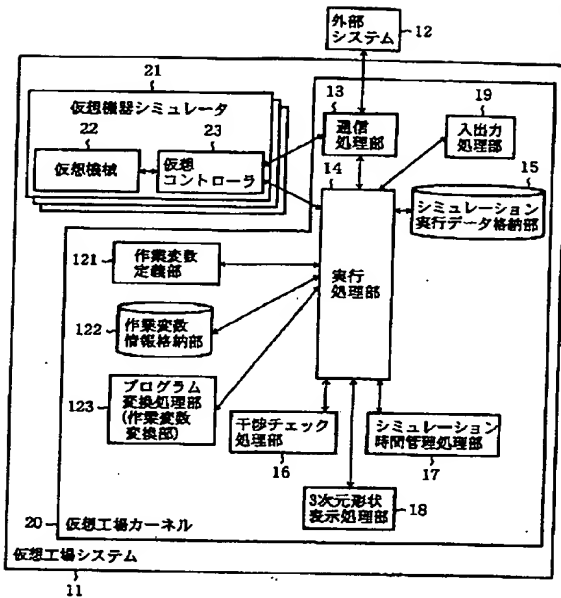 外部
システム
12
21
仮想機器シミュレータ
22
23
仮想機械
仮想
コントローラ
13
通信
処理部
19
入出力
処理部
14
実行
処理部
15
シミュレーション
実行データ格納部
121
作業変数
定義部
122
作業変数
情報格納部
123
プログラム
変換処理部
(作業変数
変換部)
干渉チェック
処理部
16
シミュレーション
時間管理処理部
17
3次元形状
表示処理部
18
20
仮想工場カーネル
仮想工場システム
11